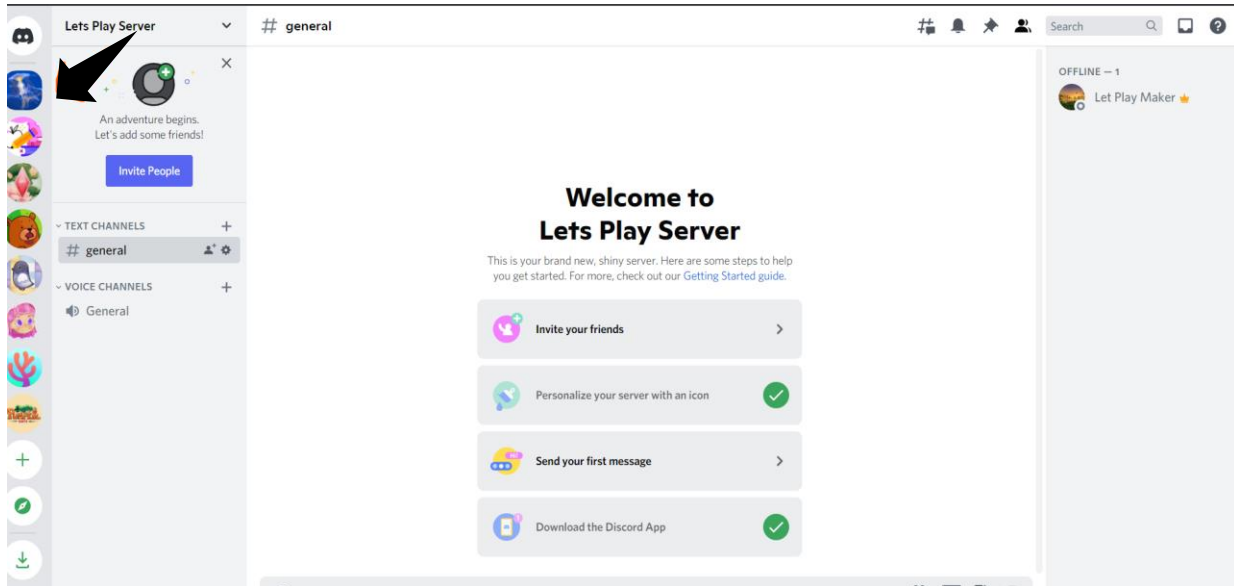 Lets Play Server
general
Search
An adventure begins.
Let's add some friends!
Invite People
TEXT CHANNELS
general
VOICE CHANNELS
General
Welcome to
Lets Play Server
This is your brand new, shiny server. Here are some steps to help
you get started. For more, check out our Getting Started guide.
Invite your friends
Personalize your server with an icon
Send your first message
Download the Discord App
OFFLINE — 1
Let Play Maker